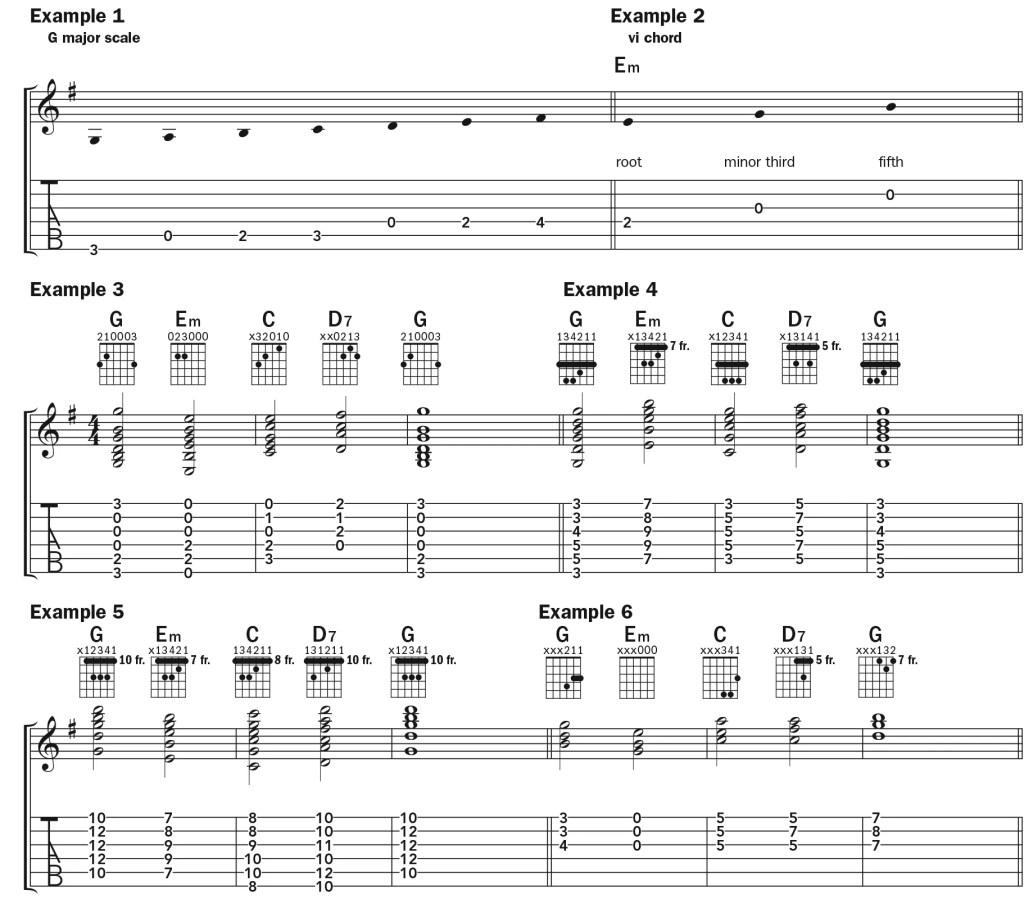 Example 1 Example 2
G major scale vi chord
Em
root minor third fifth
T
A
B
3 0 2 3 0 2 4 2 0 0
Example 3 Example 4
G Em C D7 G G Em C D7 G
210003 023000 x32010 xx0213 210003 134211 x13421 7 fr. x12341 x13141 5 fr. 134211
4
4
3 0 0 2 3 3 7 3 5 3
0 0 1 1 0 3 8 5 7 3
0 0 0 2 0 4 9 5 5 4
0 2 2 0 0 5 9 5 7 5
2 2 3 2 5 7 3 5 5
3 0 3 3 3
T
A
B
Example 5 Example 6
G Em C D7 G G Em C D7 G
x12341 10 fr. x13421 7 fr. 134211 8 fr. 131211 10 fr. x12341 10 fr. xxx211 xxx000 xxx341 xxx131 5 fr. xxx132 7 fr.
10 7 8 10 10 3 0 5 5 7
12 8 8 10 12 3 0 5 7 8
12 9 9 11 12 4 0 5 5 7
12 9 10 10 12
10 7 10 12 10
8 10
T
A
B